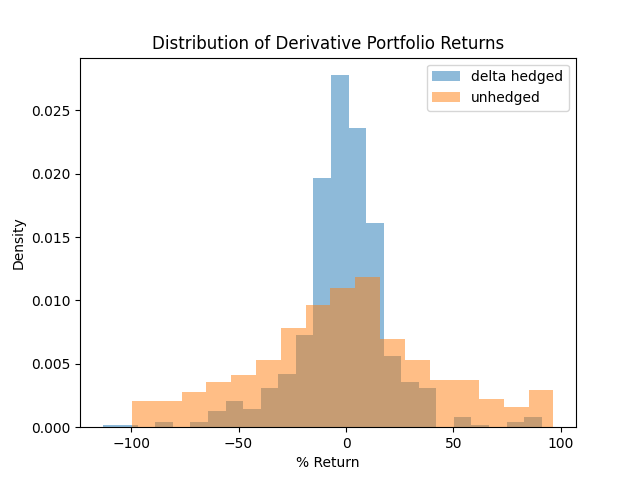 Distribution of Derivative Portfolio Returns
delta hedged
unhedged
Density
0.025
0.020
0.015
0.010
0.005
0.000
−100
−50
0
50
100
% Return